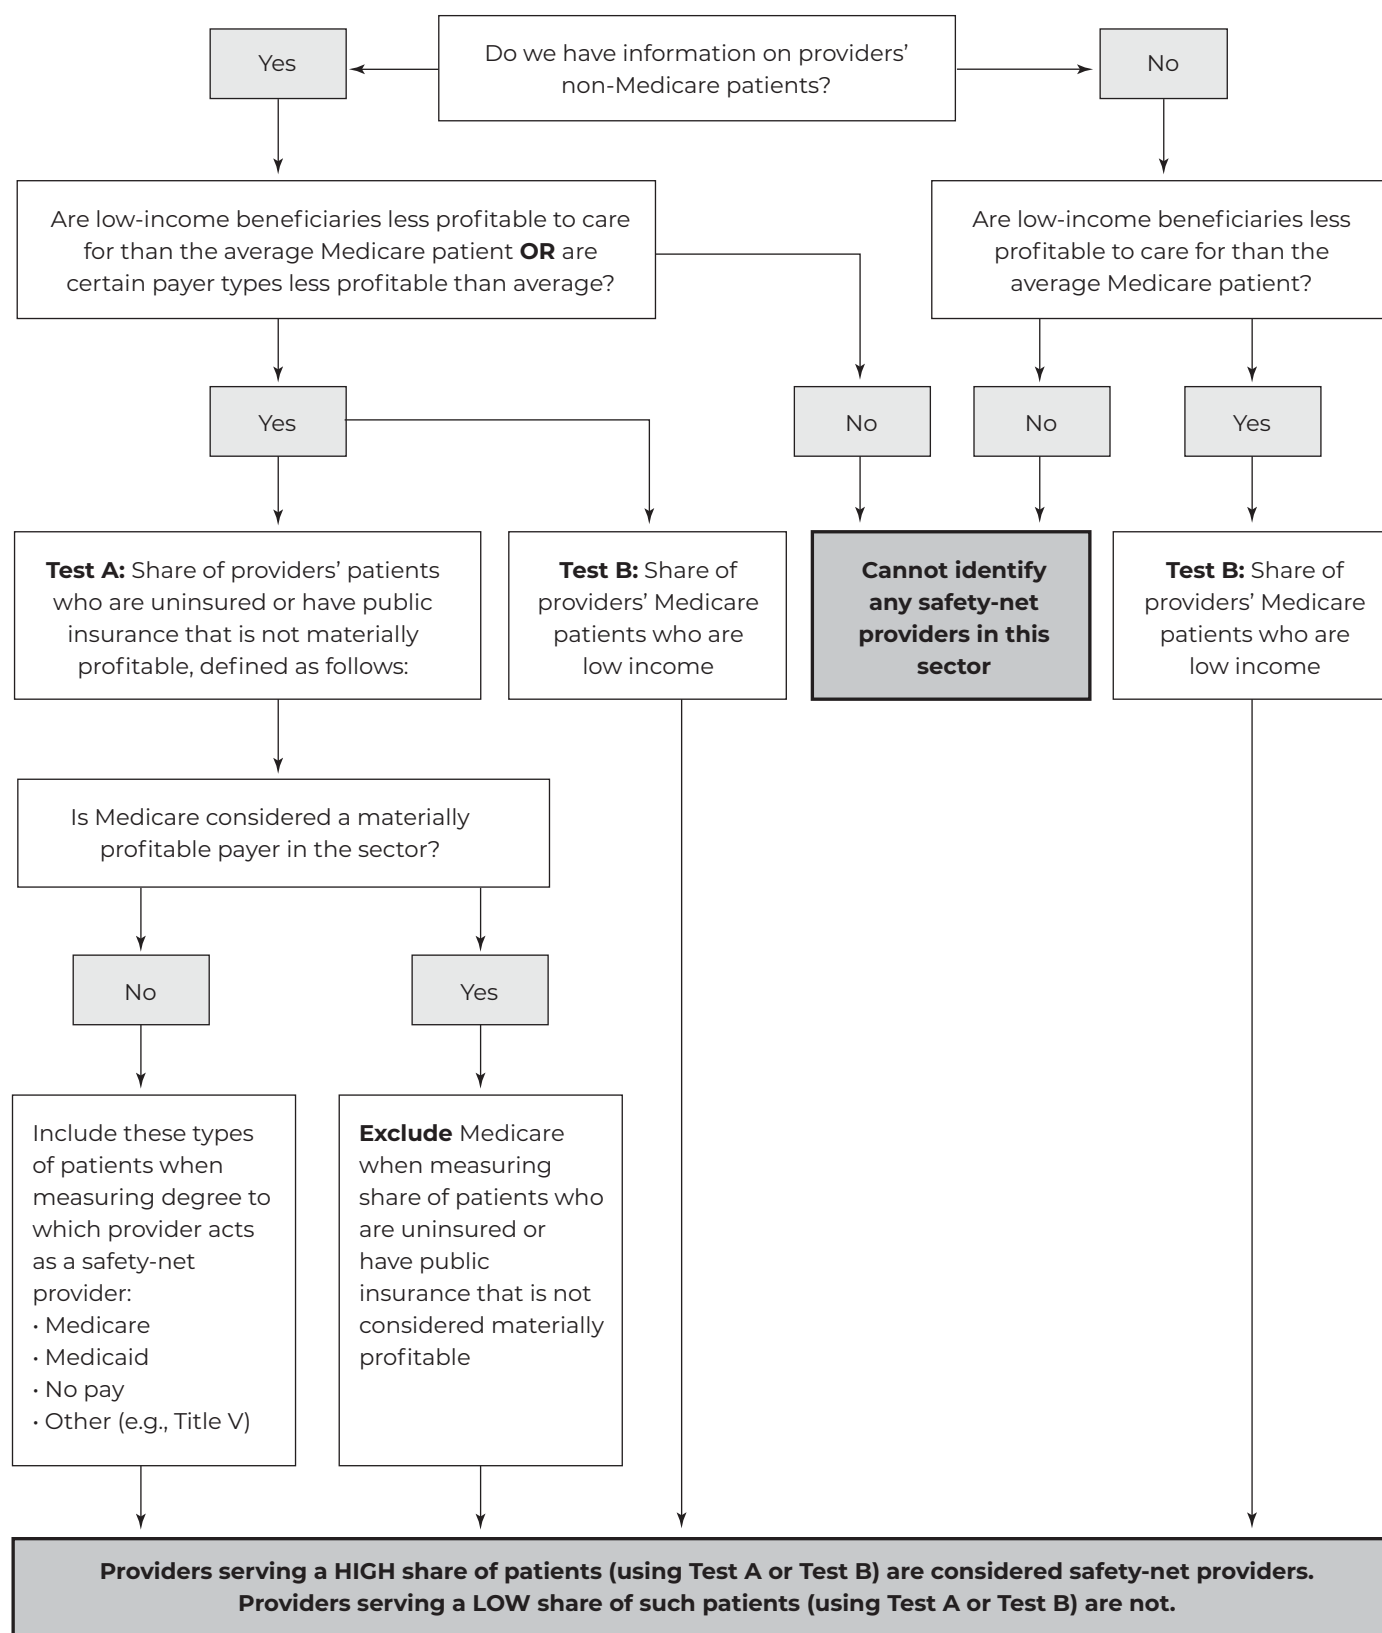 Do we have information on providers’
non-Medicare patients?
Yes
No
Are low-income beneficiaries less profitable to care
for than the average Medicare patient OR are
certain payer types less profitable than average?
Are low-income beneficiaries less
profitable to care for than the
average Medicare patient?
Yes
No
No
Yes
Test A: Share of providers’ patients
who are uninsured or have public
insurance that is not materially
profitable, defined as follows:
Test B: Share of
providers’ Medicare
patients who are
low income
Cannot identify
any safety-net
providers in this
sector
Test B: Share of
providers’ Medicare
patients who are
low income
Is Medicare considered a materially
profitable payer in the sector?
No
Yes
Include these types
of patients when
measuring degree to
which provider acts
as a safety-net
provider:
· Medicare
· Medicaid
· No pay
· Other (e.g., Title V)
Exclude Medicare
when measuring
share of patients who
are uninsured or
have public
insurance that is not
considered materially
profitable
Providers serving a HIGH share of patients (using Test A or Test B) are considered safety-net providers.
Providers serving a LOW share of such patients (using Test A or Test B) are not.